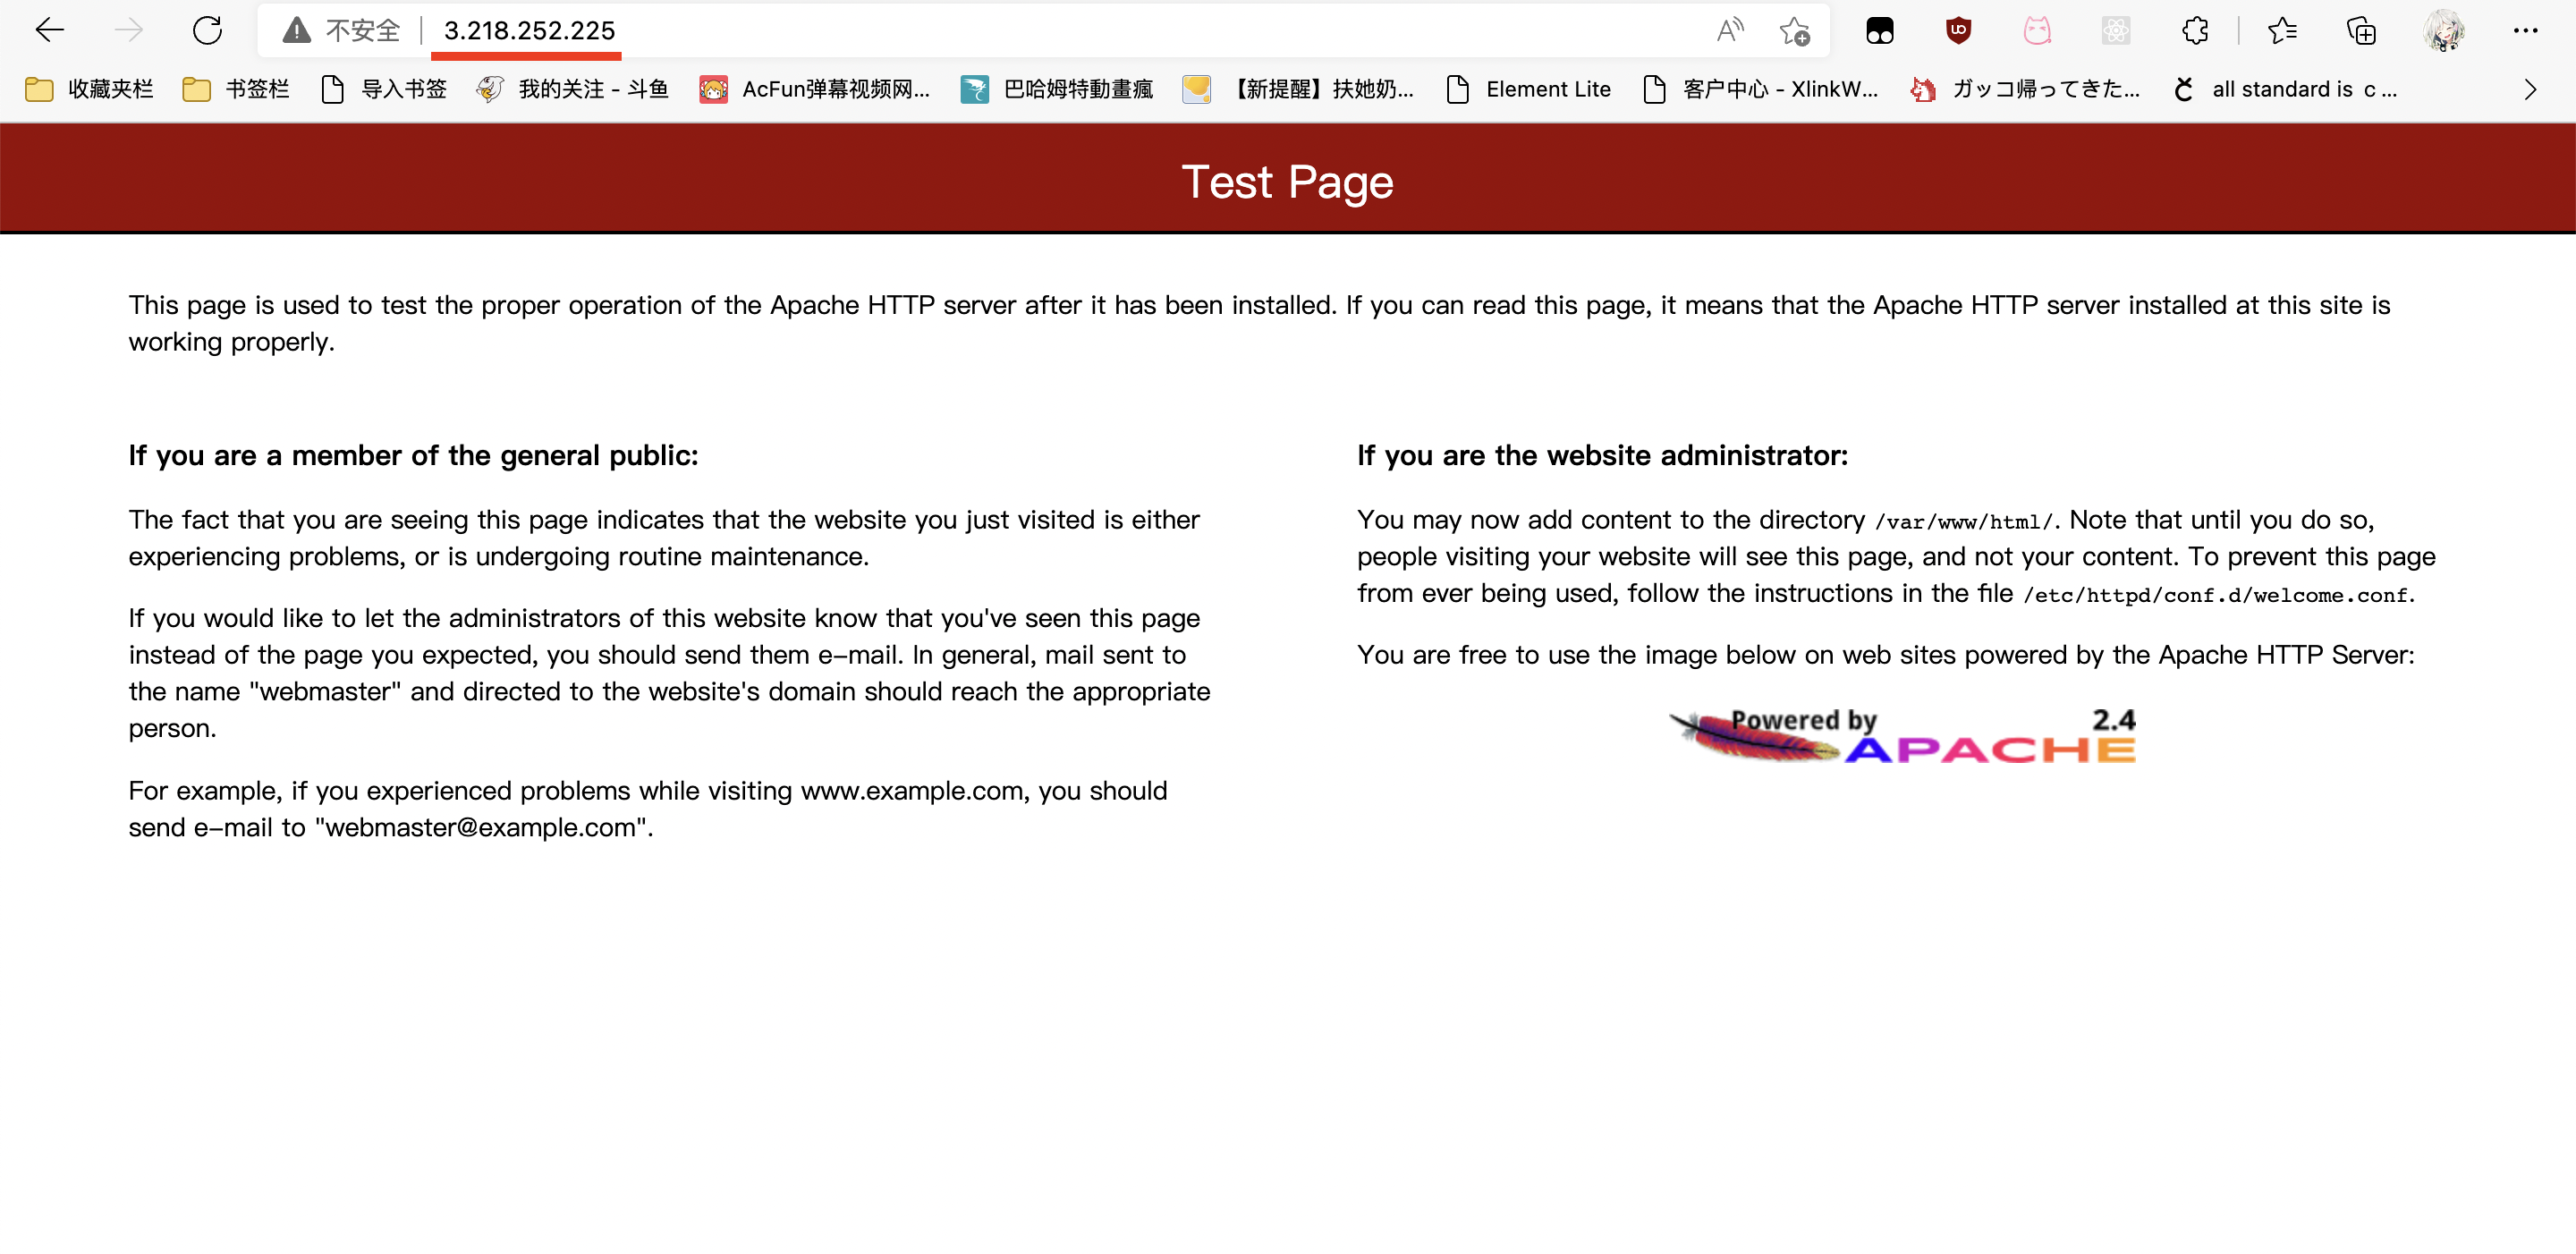 不安全 3.218.252.225
收藏夹栏 书签栏 导入书签 我的关注 - 斗鱼 AcFun弹幕视频网... 巴哈姆特動畫瘋 【新提醒】扶她奶... Element Lite 客户中心 - XlinkW... ガッコ帰ってきた... all standard is c ...
Test Page
This page is used to test the proper operation of the Apache HTTP server after it has been installed. If you can read this page, it means that the Apache HTTP server installed at this site is
working properly.
If you are a member of the general public:
The fact that you are seeing this page indicates that the website you just visited is either
experiencing problems, or is undergoing routine maintenance.
If you would like to let the administrators of this website know that you've seen this page
instead of the page you expected, you should send them e-mail. In general, mail sent to
the name "webmaster" and directed to the website's domain should reach the appropriate
person.
For example, if you experienced problems while visiting www.example.com, you should
send e-mail to "webmaster@example.com".
If you are the website administrator:
You may now add content to the directory /var/www/html/. Note that until you do so,
people visiting your website will see this page, and not your content. To prevent this page
from ever being used, follow the instructions in the file /etc/httpd/conf.d/welcome.conf.
You are free to use the image below on web sites powered by the Apache HTTP Server:
Powered by 2.4
APACHE